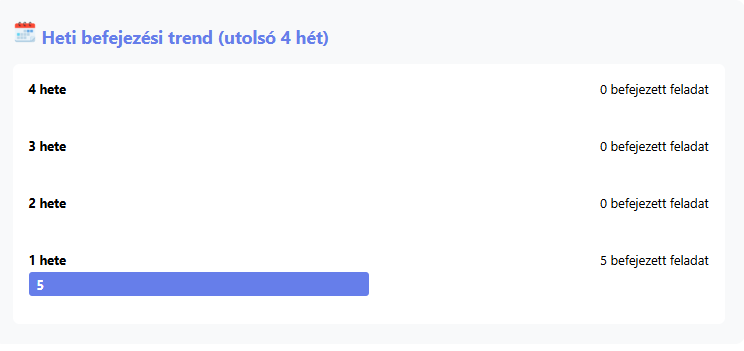 Heti befejezési trend (utolsó 4 hét)
4 hete 0 befejezett feladat
3 hete 0 befejezett feladat
2 hete 0 befejezett feladat
1 hete 5 befejezett feladat
5